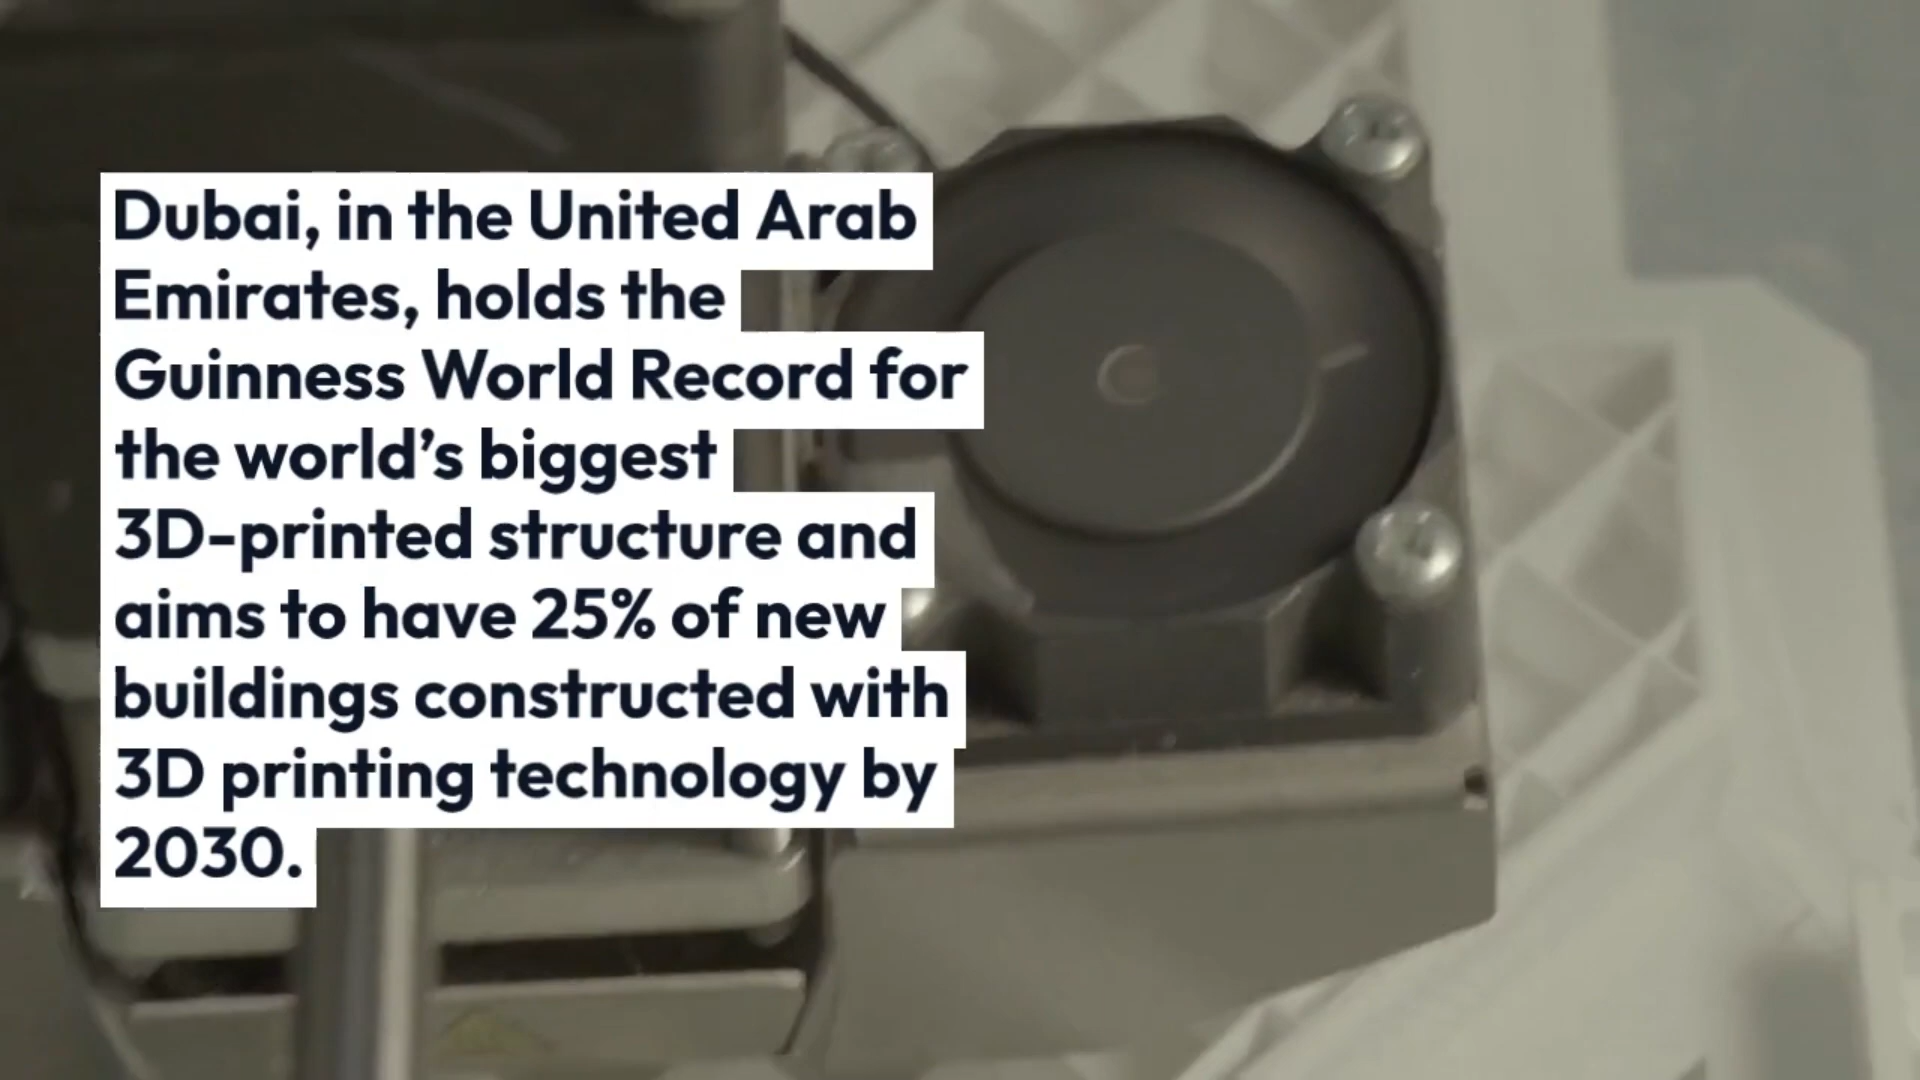 Dubai, in the United Arab
Emirates, holds the
Guinness World Record for
the world’s biggest
3D-printed structure and
aims to have 25% of new
buildings constructed with
3D printing technology by
2030.